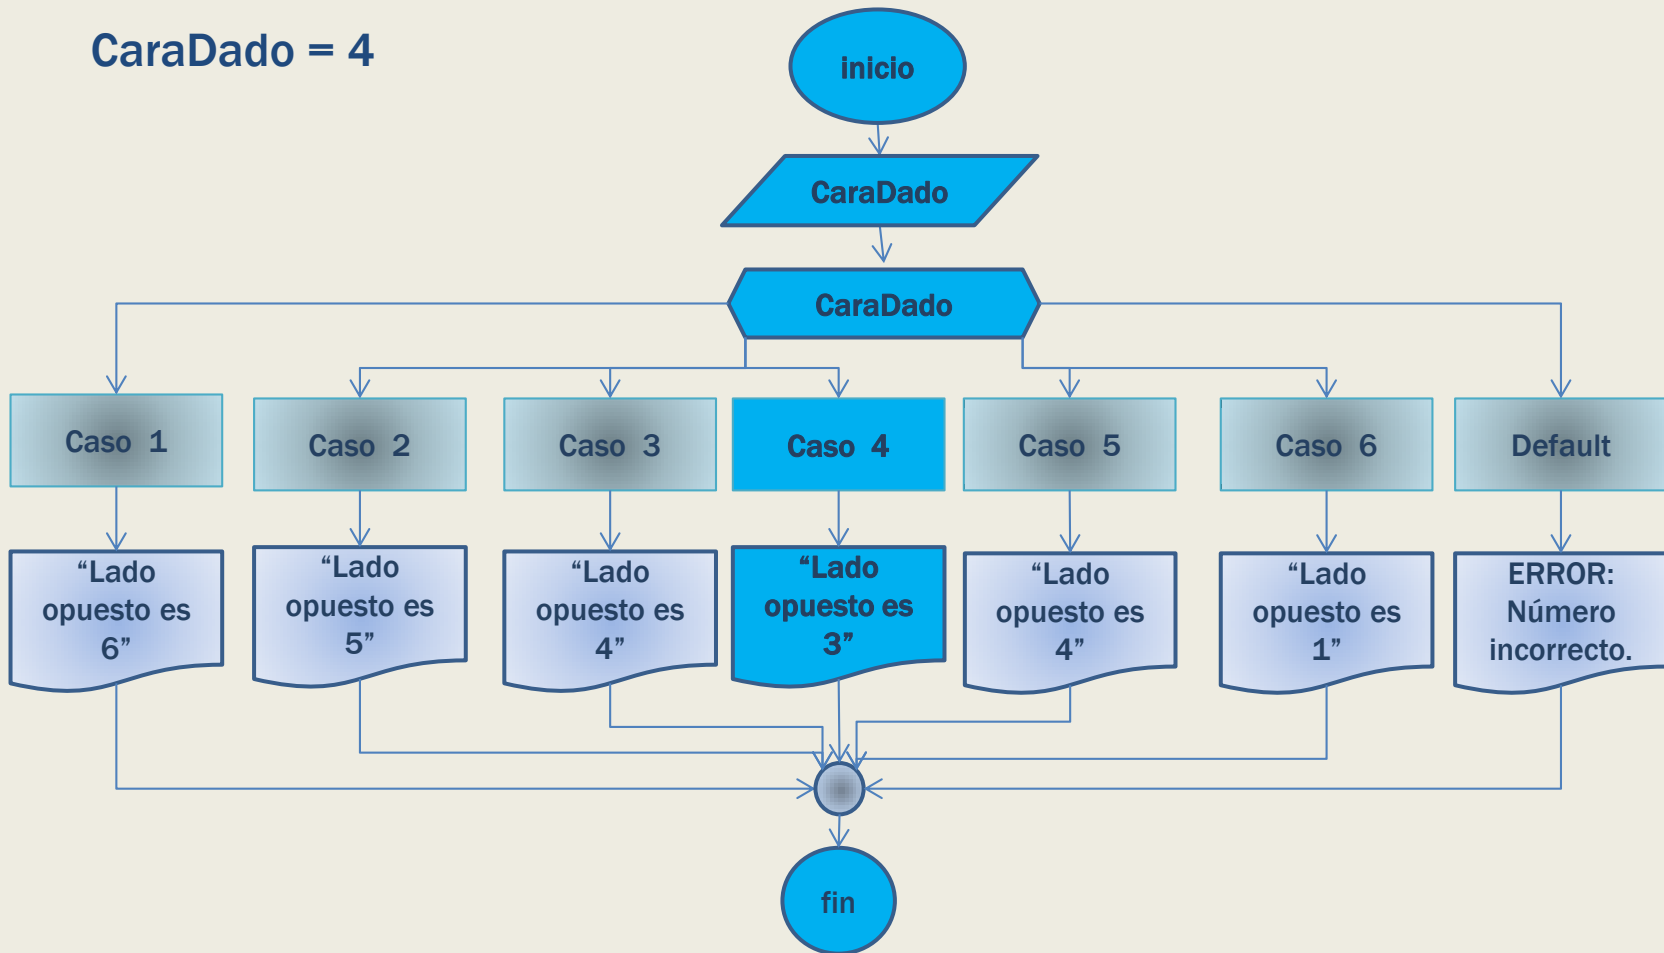 CaraDado = 4
inicio
CaraDado
CaraDado
Caso 1
Caso 2
Caso 3
Caso 4
Caso 5
Caso 6
Default
“Lado
opuesto es
6”
“Lado
opuesto es
5”
“Lado
opuesto es
4”
“Lado
opuesto es
3”
“Lado
opuesto es
4”
“Lado
opuesto es
1”
ERROR:
Número
incorrecto.
fin